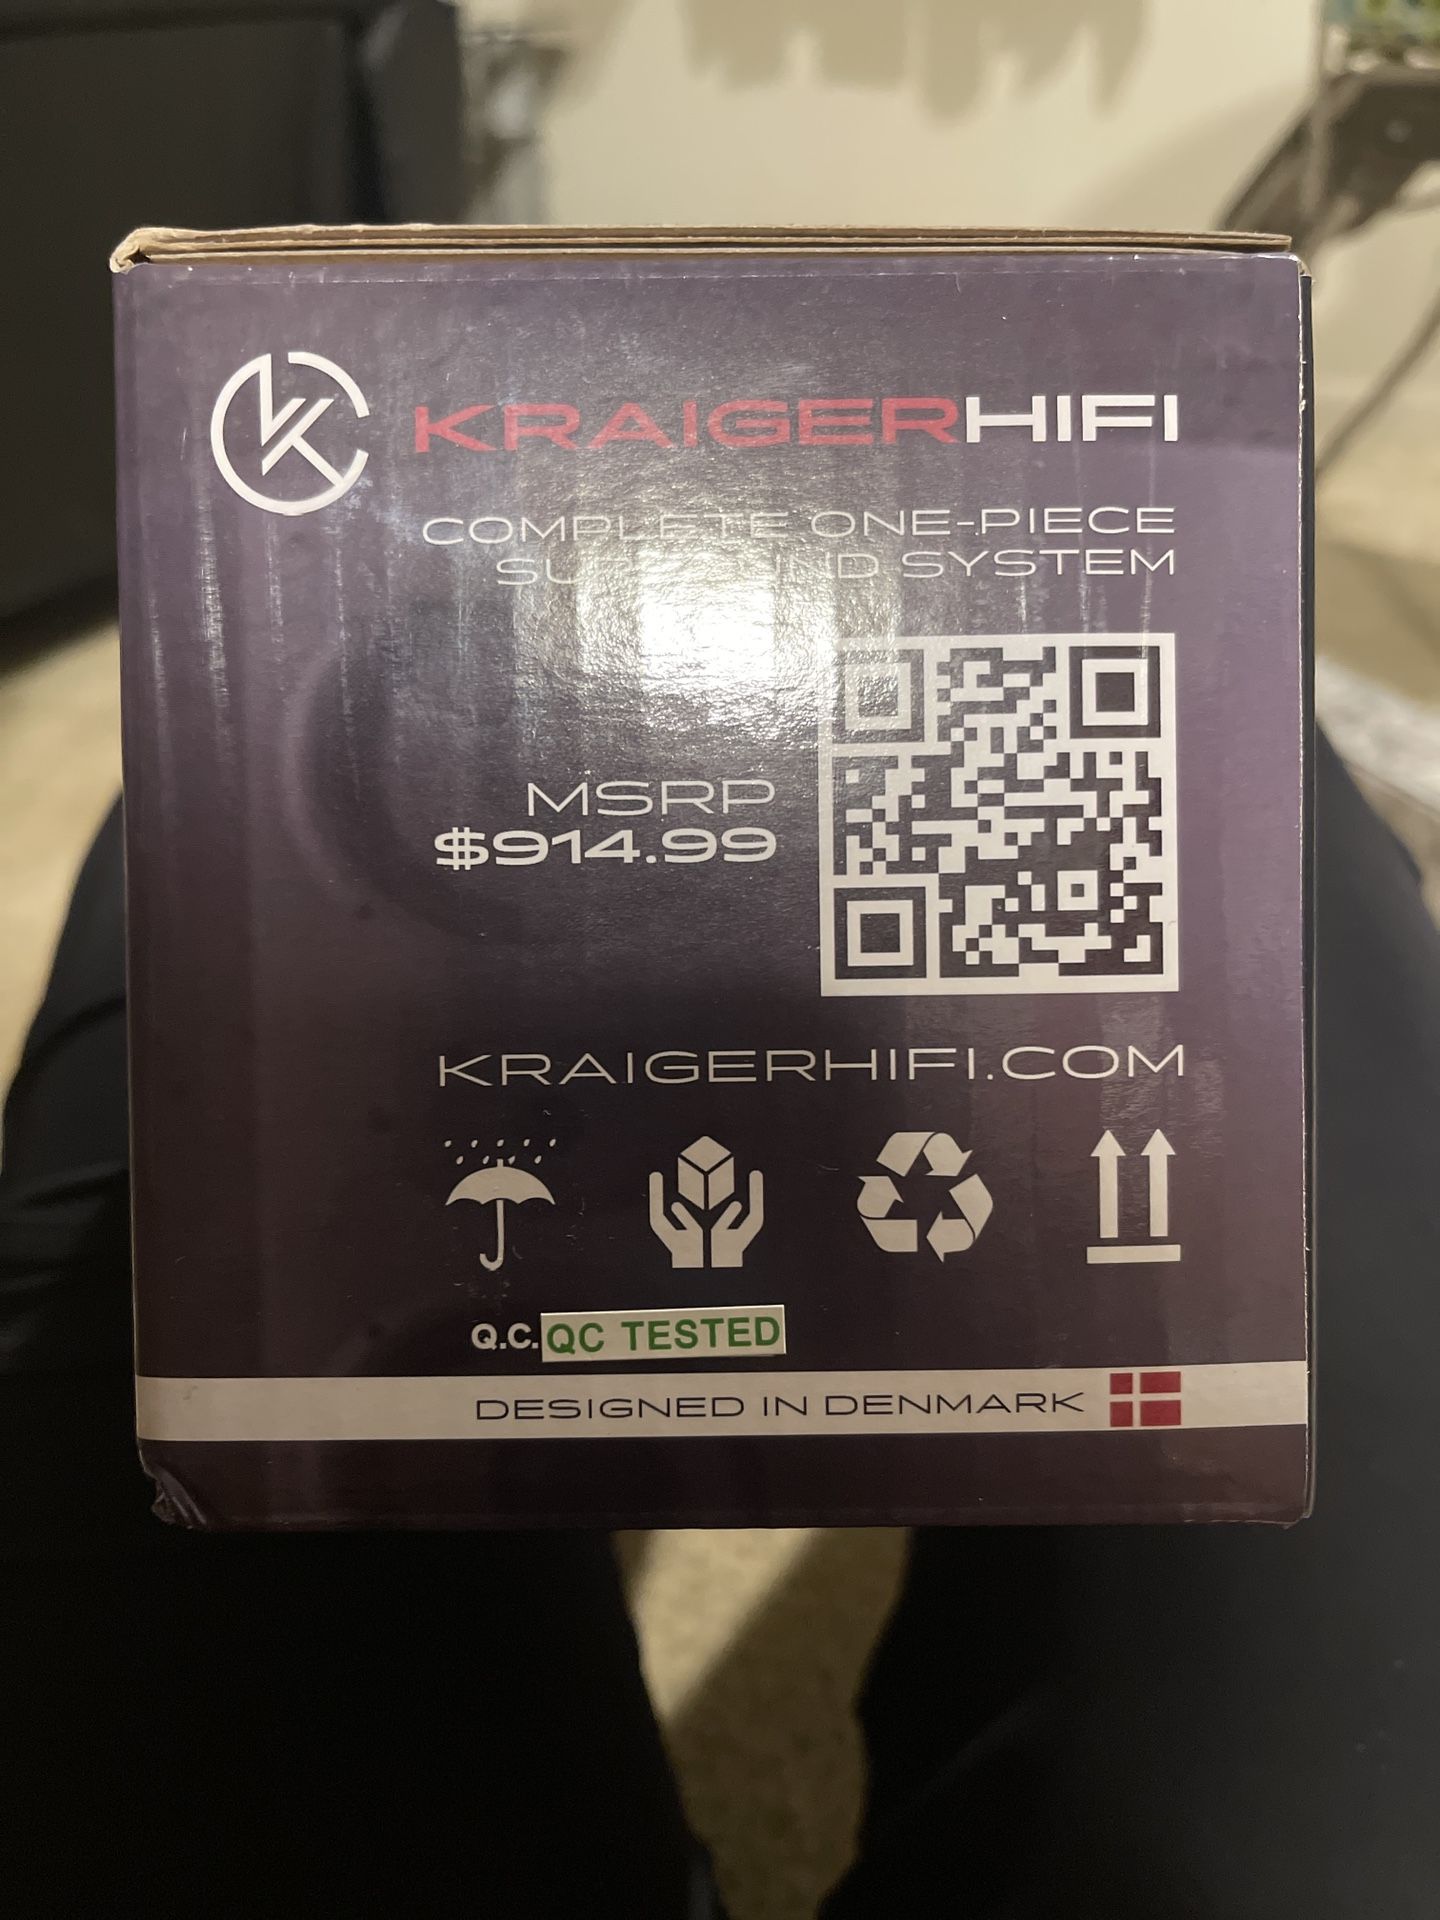 KRAIGERHIFI
COMPLETE ONE-PIECE
SYSTEM
MSRP
$914.99
KRAIGERHIFI.COM
Q.C. QC TESTED
DESIGNED IN DENMARK